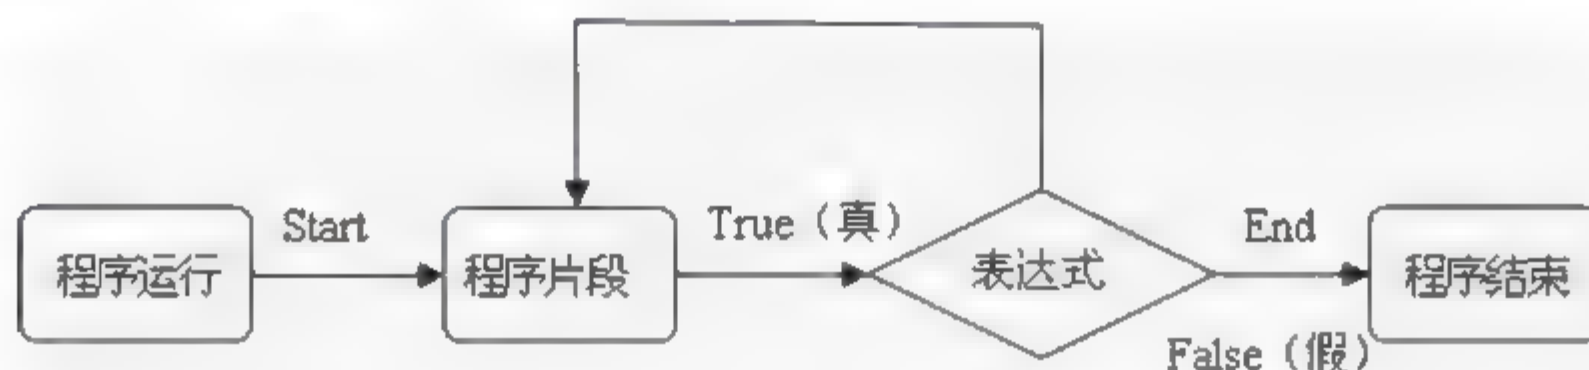 程序运行
Start
程序片段
True（真）
表达式
End
False（假）
程序结束